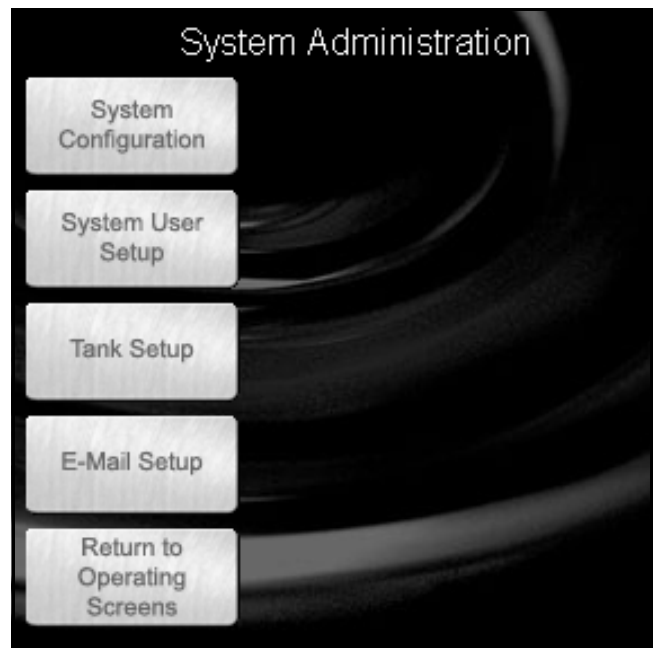 System Administration
System
Configuration
System User
Setup
Tank Setup
E-Mail Setup
Return to
Operating
Screens